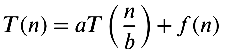 T(n) = aT(n/b) + f(n)